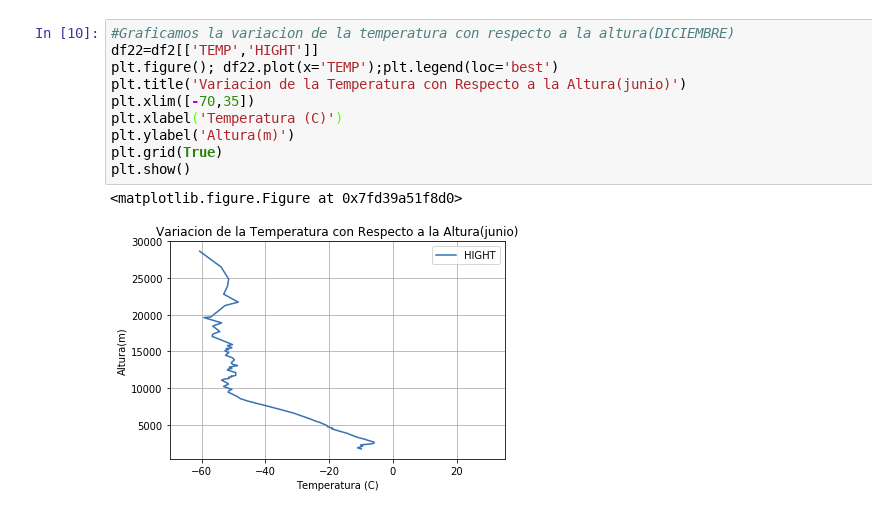 In [10]: #Graficamos la variacion de la temperatura con respecto a la altura(DICIEMBRE)
df22=df2[['TEMP','HIGHT']]
plt.figure(); df22.plot(x='TEMP');plt.legend(loc='best')
plt.title('Variacion de la Temperatura con Respecto a la Altura(junio)')
plt.xlim([-70,35])
plt.xlabel('Temperatura (C)')
plt.ylabel('Altura(m)')
plt.grid(True)
plt.show()
<matplotlib.figure.Figure at 0x7fd39a51f8d0>
Variacion de la Temperatura con Respecto a la Altura(junio)
HIGHT
30000
25000
20000
15000
10000
5000
Altura(m)
−60 −40 −20 0 20
Temperatura (C)